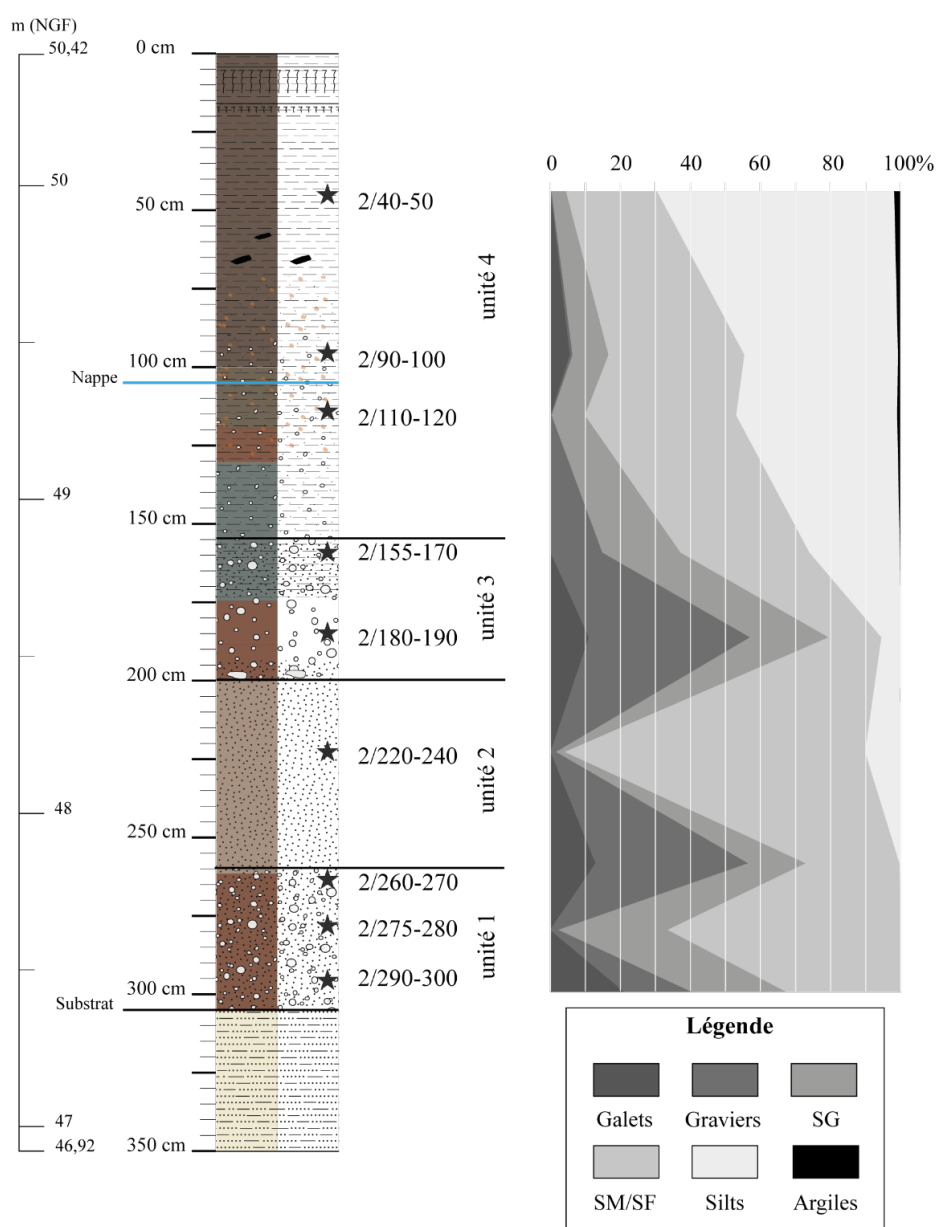 m (NGF)
50,42
50
49
48
47
46,92
0 cm
50 cm
100 cm
Nappe
150 cm
200 cm
250 cm
300 cm
Substrat
350 cm
2/40-50
2/90-100
2/110-120
2/155-170
2/180-190
2/220-240
2/260-270
2/275-280
2/290-300
unité 4
unité 3
unité 2
unité 1
0 20 40 60 80 100%
Légende
Galets Graviers SG
SM/SF Silts Argiles